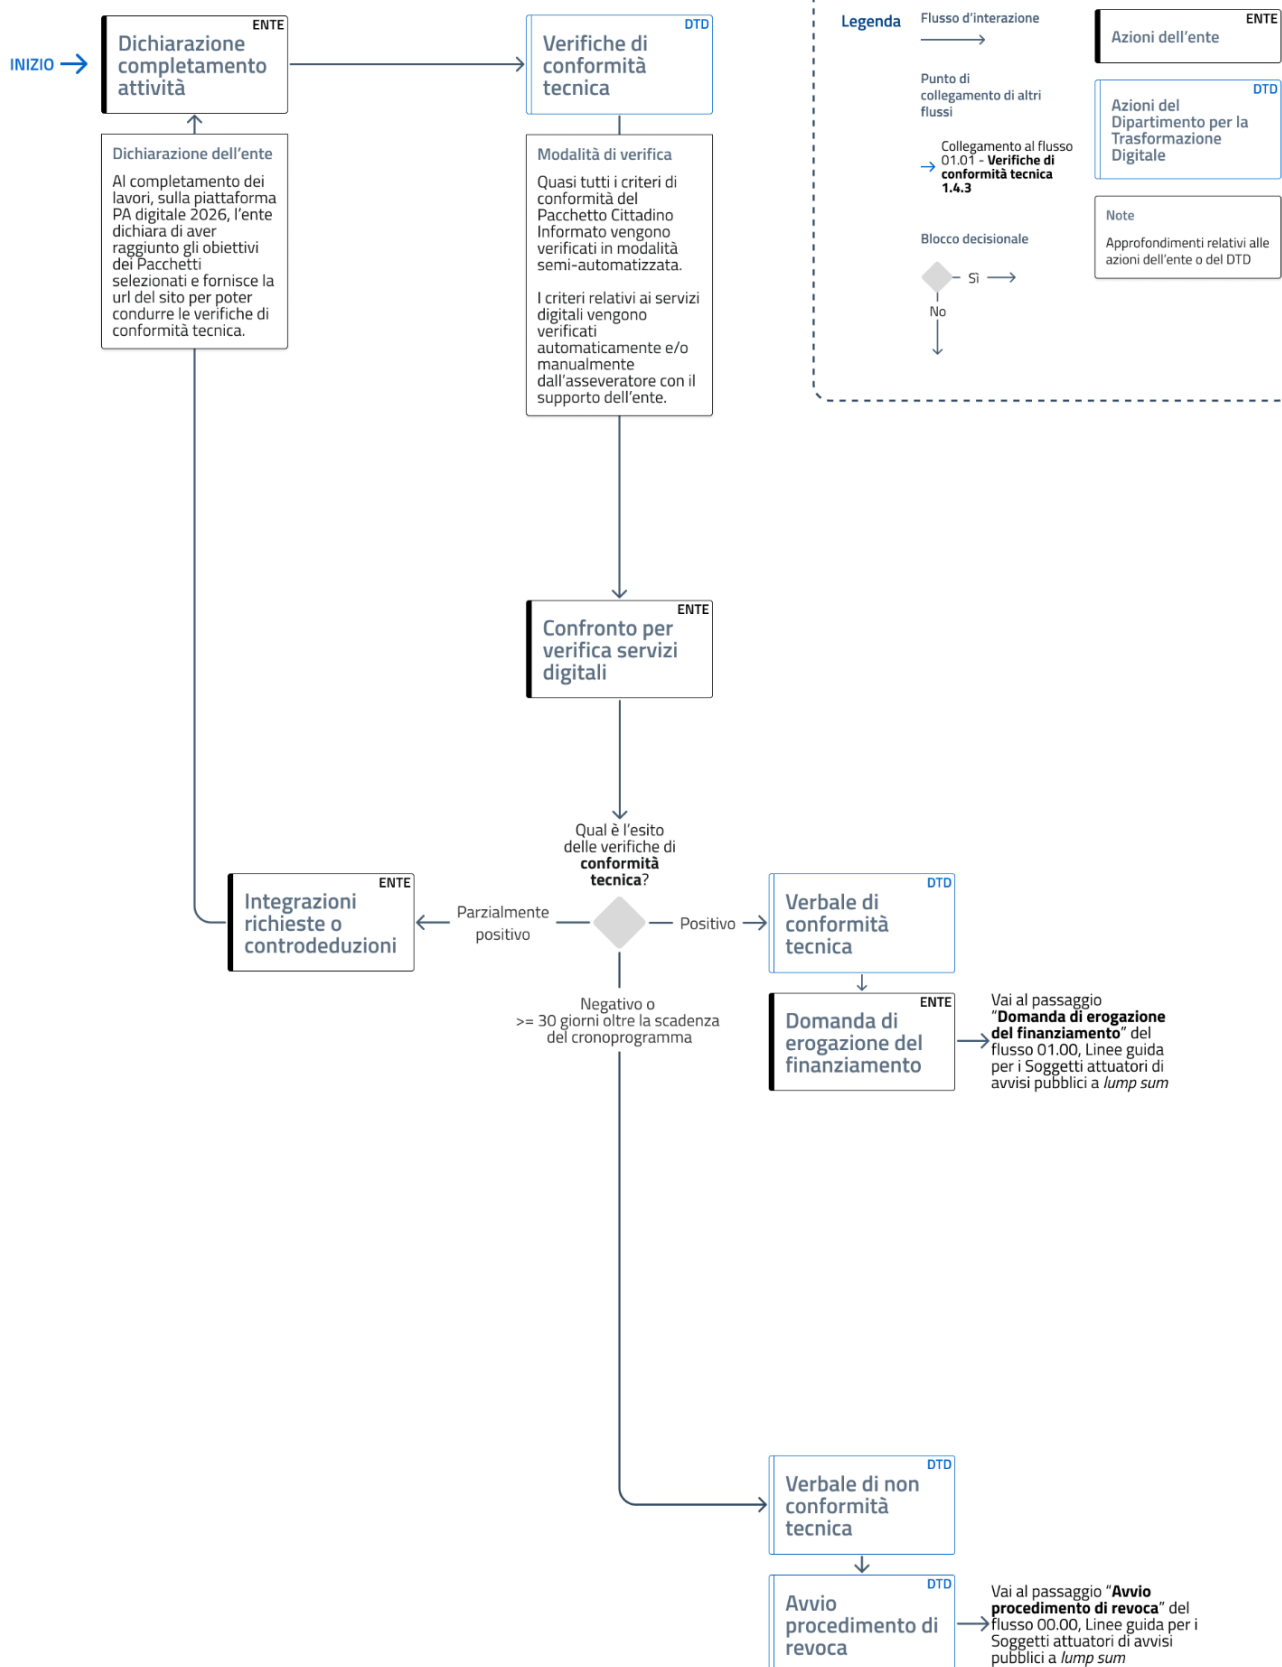 INIZIO
ENTE
Dichiarazione
completamento
attività
Dichiarazione dell'ente
Al completamento dei
lavori, sulla piattaforma
PA digitale 2026, l'ente
dichiara di aver
raggiunto gli obiettivi
dei Pacchetti
selezionati e fornisce la
url del sito per poter
condurre le verifiche di
conformità tecnica.
DTD
Verifiche di
conformità
tecnica
Modalità di verifica
Quasi tutti i criteri di
conformità del
Pacchetto Cittadino
Informato vengono
verificati in modalità
semi-automatizzata.
I criteri relativi ai servizi
digitali vengono
verificati
automaticamente e/o
manualmente
dall'asseveratore con il
supporto dell'ente.
Legenda
Flusso d'interazione
Punto di
collegamento di altri
flussi
Collegamento al flusso
01.01 - Verifiche di
conformità tecnica
1.4.3
Blocco decisionale
Sì
No
ENTE
Azioni dell'ente
DTD
Azioni del
Dipartimento per la
Trasformazione
Digitale
Note
Approfondimenti relativi alle
azioni dell'ente o del DTD
ENTE
Confronto per
verifica servizi
digitali
Qual è l'esito
delle verifiche di
conformità
tecnica?
Parzialmente
positivo
ENTE
Integrazioni
richieste o
controdeduzioni
Positivo
DTD
Verbale di
conformità
tecnica
ENTE
Domanda di
erogazione del
finanziamento
Vai al passaggio
"Domanda di erogazione
del finanziamento" del
flusso 01.00, Linee guida
per i Soggetti attuatori di
avvisi pubblici a lump sum
Negativo o
>= 30 giorni oltre la scadenza
del cronoprogramma
DTD
Verbale di non
conformità
tecnica
DTD
Avvio
procedimento di
revoca
Vai al passaggio "Avvio
procedimento di revoca" del
flusso 00.00, Linee guida per i
Soggetti attuatori di avvisi
pubblici a lump sum